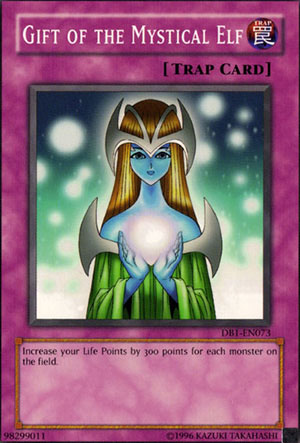 GIFT OF THE MYSTICAL ELF
TRAP
罠
[TRAP CARD]
DB1-EN073
Increase your Life Points by 300 points for each monster on
the field.
98299011
©1996 KAZUKI TAKAHASHI